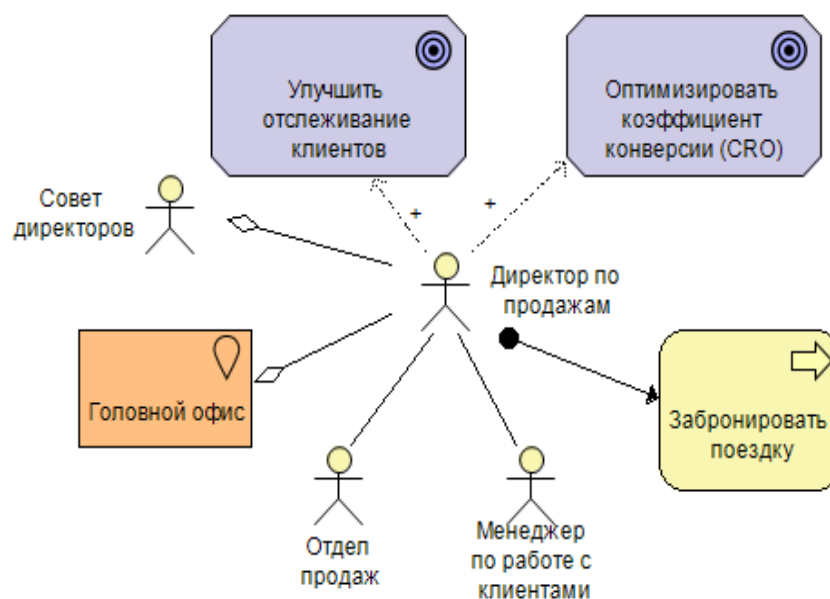 Улучшить
отслеживание
клиентов
Оптимизировать
коэффициент
конверсии (CRO)
Совет
директоров
+
+
Директор по
продажам
Головной офис
Забронировать
поездку
Отдел
продаж
Менеджер
по работе с
клиентами